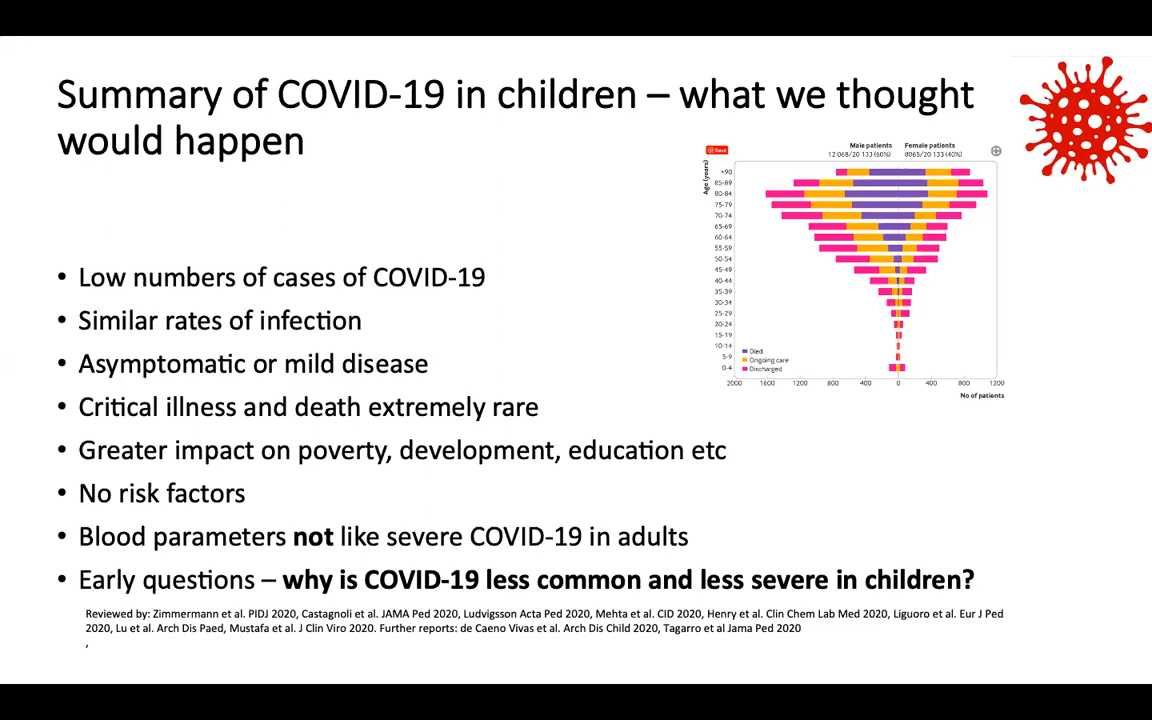 Summary of COVID-19 in children – what we thought
would happen
Save
Male patients
12 068/20 133 (60%)
Female patients
8065/20 133 (40%)
Age (years)
>90
85-89
80-84
75-79
70-74
65-69
60-64
55-59
50-54
45-49
40-44
35-39
30-34
25-29
20-24
15-19
10-14
5-9
0-4
Died
Ongoing care
Discharged
2000 1600 1200 800 400 0 400 800 1200
No of patients
• Low numbers of cases of COVID-19
• Similar rates of infection
• Asymptomatic or mild disease
• Critical illness and death extremely rare
• Greater impact on poverty, development, education etc
• No risk factors
• Blood parameters not like severe COVID-19 in adults
• Early questions – why is COVID-19 less common and less severe in children?
Reviewed by: Zimmermann et al. PIDJ 2020, Castagnoli et al. JAMA Ped 2020, Ludvigsson Acta Ped 2020, Mehta et al. CID 2020, Henry et al. Clin Chem Lab Med 2020, Liguoro et al. Eur J Ped
2020, Lu et al. Arch Dis Paed, Mustafa et al. J Clin Viro 2020. Further reports: de Caeno Vivas et al. Arch Dis Child 2020, Tagarro et al Jama Ped 2020
,